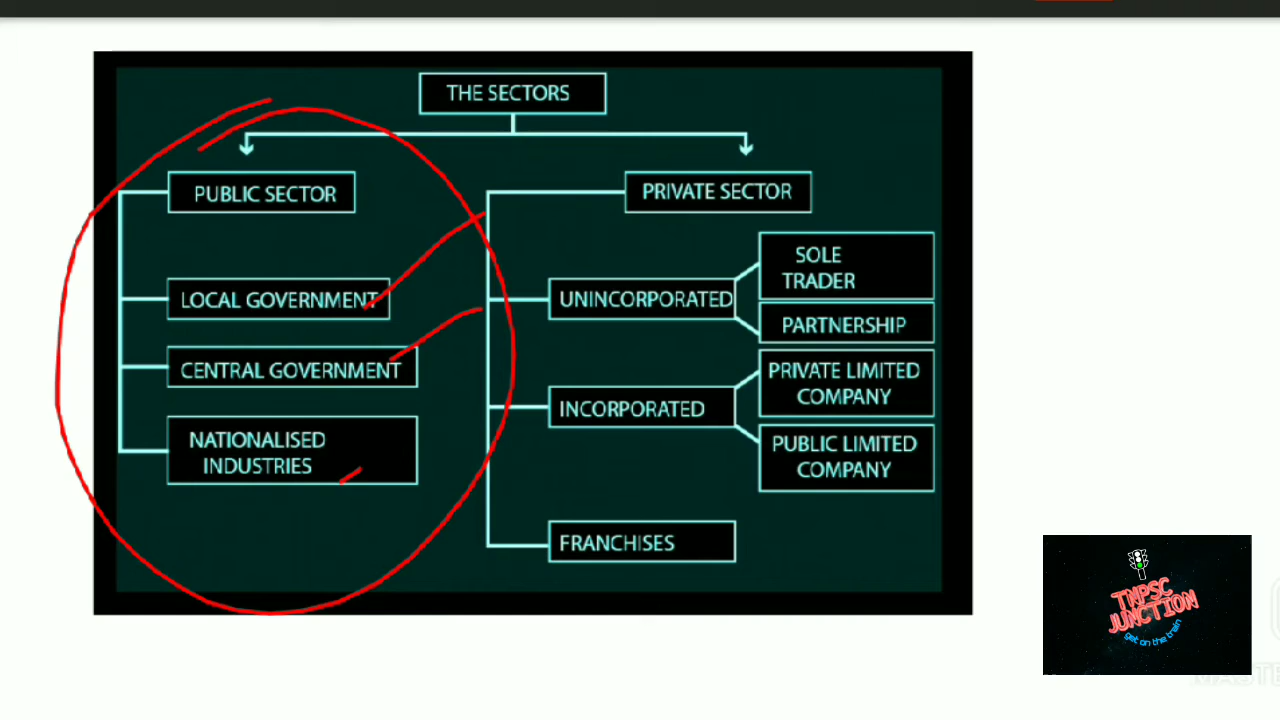 THE SECTORS
PUBLIC SECTOR
LOCAL GOVERNMENT
CENTRAL GOVERNMENT
NATIONALISED
INDUSTRIES
PRIVATE SECTOR
UNINCORPORATED
SOLE
TRADER
PARTNERSHIP
INCORPORATED
PRIVATE LIMITED
COMPANY
PUBLIC LIMITED
COMPANY
FRANCHISES
TNPSC
JUNCTION
get on the train